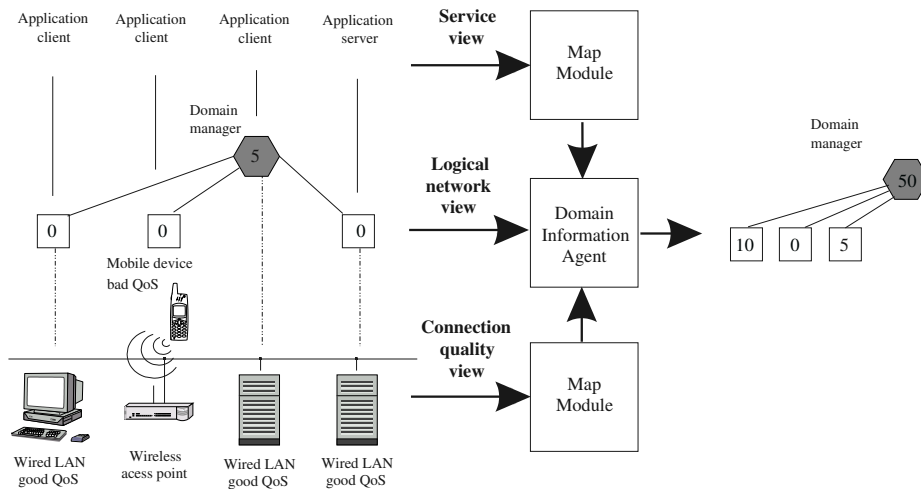 Application
client
Application
client
Application
client
Application
server
Service
view
Map
Module
Domain
manager
5
Logical
network
view
Domain
Information
Agent
Domain
manager
50
0
0
0
10
0
5
Mobile device
bad QoS
Connection
quality
view
Map
Module
Wired LAN
good QoS
Wireless
acess point
Wired LAN
good QoS
Wired LAN
good QoS